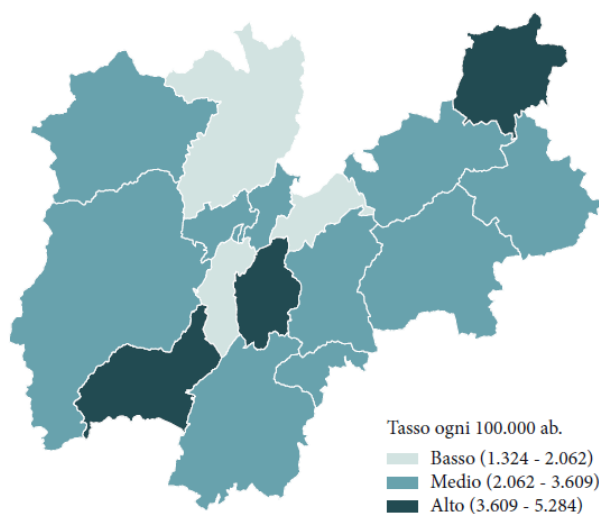 Tasso ogni 100.000 ab.
Basso (1.324 - 2.062)
Medio (2.062 - 3.609)
Alto (3.609 - 5.284)